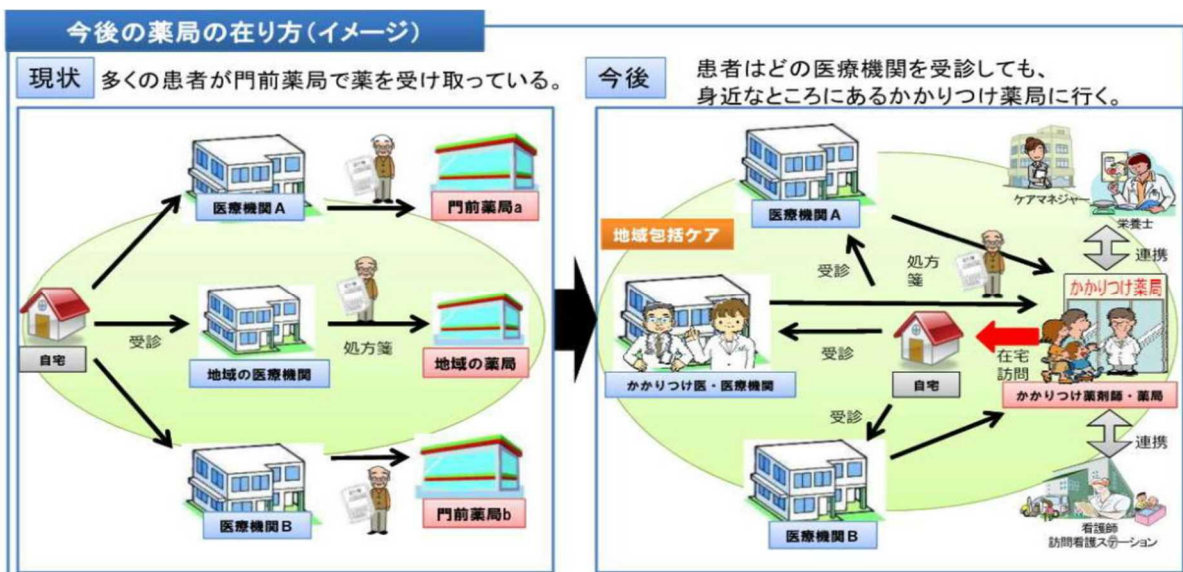 今後の薬局の在り方(イメージ)
現状
多くの患者が門前薬局で薬を受け取っている。
医療機関A
門前薬局a
自宅
受診
地域の医療機関
処方箋
地域の薬局
医療機関B
門前薬局b
今後
患者はどの医療機関を受診しても、
身近なところにあるかかりつけ薬局に行く。
ケアマネジャー
栄養士
医療機関A
地域包括ケア
連携
受診
処方
箋
かかりつけ薬局
かかりつけ医・医療機関
受診
自宅
在宅
訪問
かかりつけ薬剤師・薬局
受診
連携
医療機関B
看護師
訪問看護ステーション